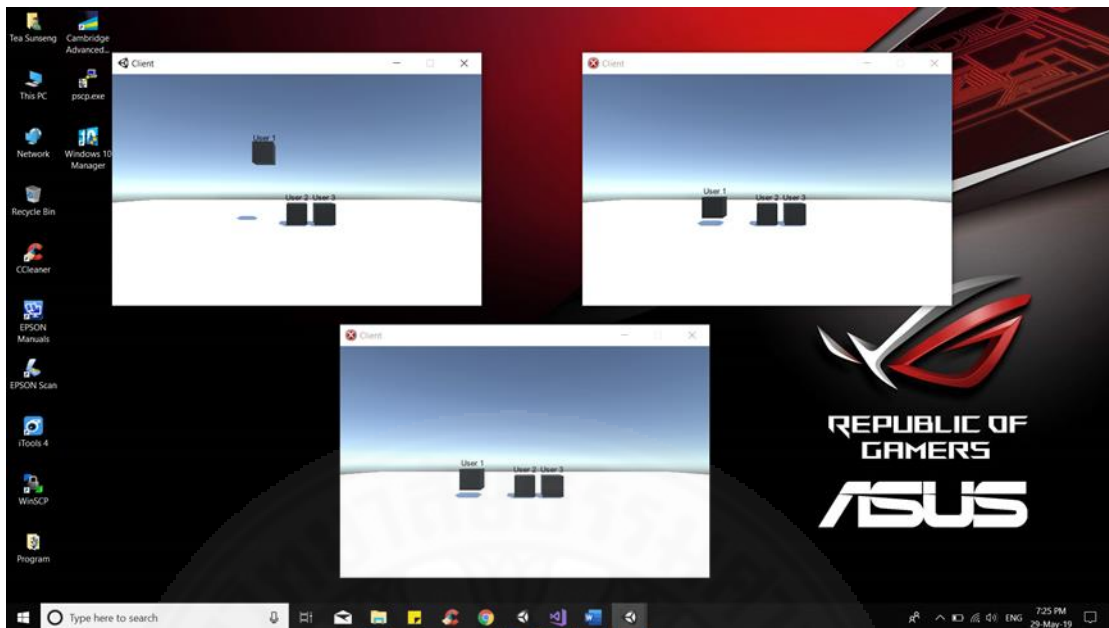 Tea Sunseng
Cambridge
Advanced...
This PC
pscp.exe
Network
Windows 10
Manager
Recycle Bin
CCleaner
EPSON
Manuals
EPSON Scan
iTools 4
WinSCP
Program
Client
User 1
User 2 User 3
Client
User 1
User 2 User 3
Client
User 1
User 2 User 3
REPUBLIC OF
GAMERS
ASUS
Type here to search
ENG
7:25 PM
29-May-19